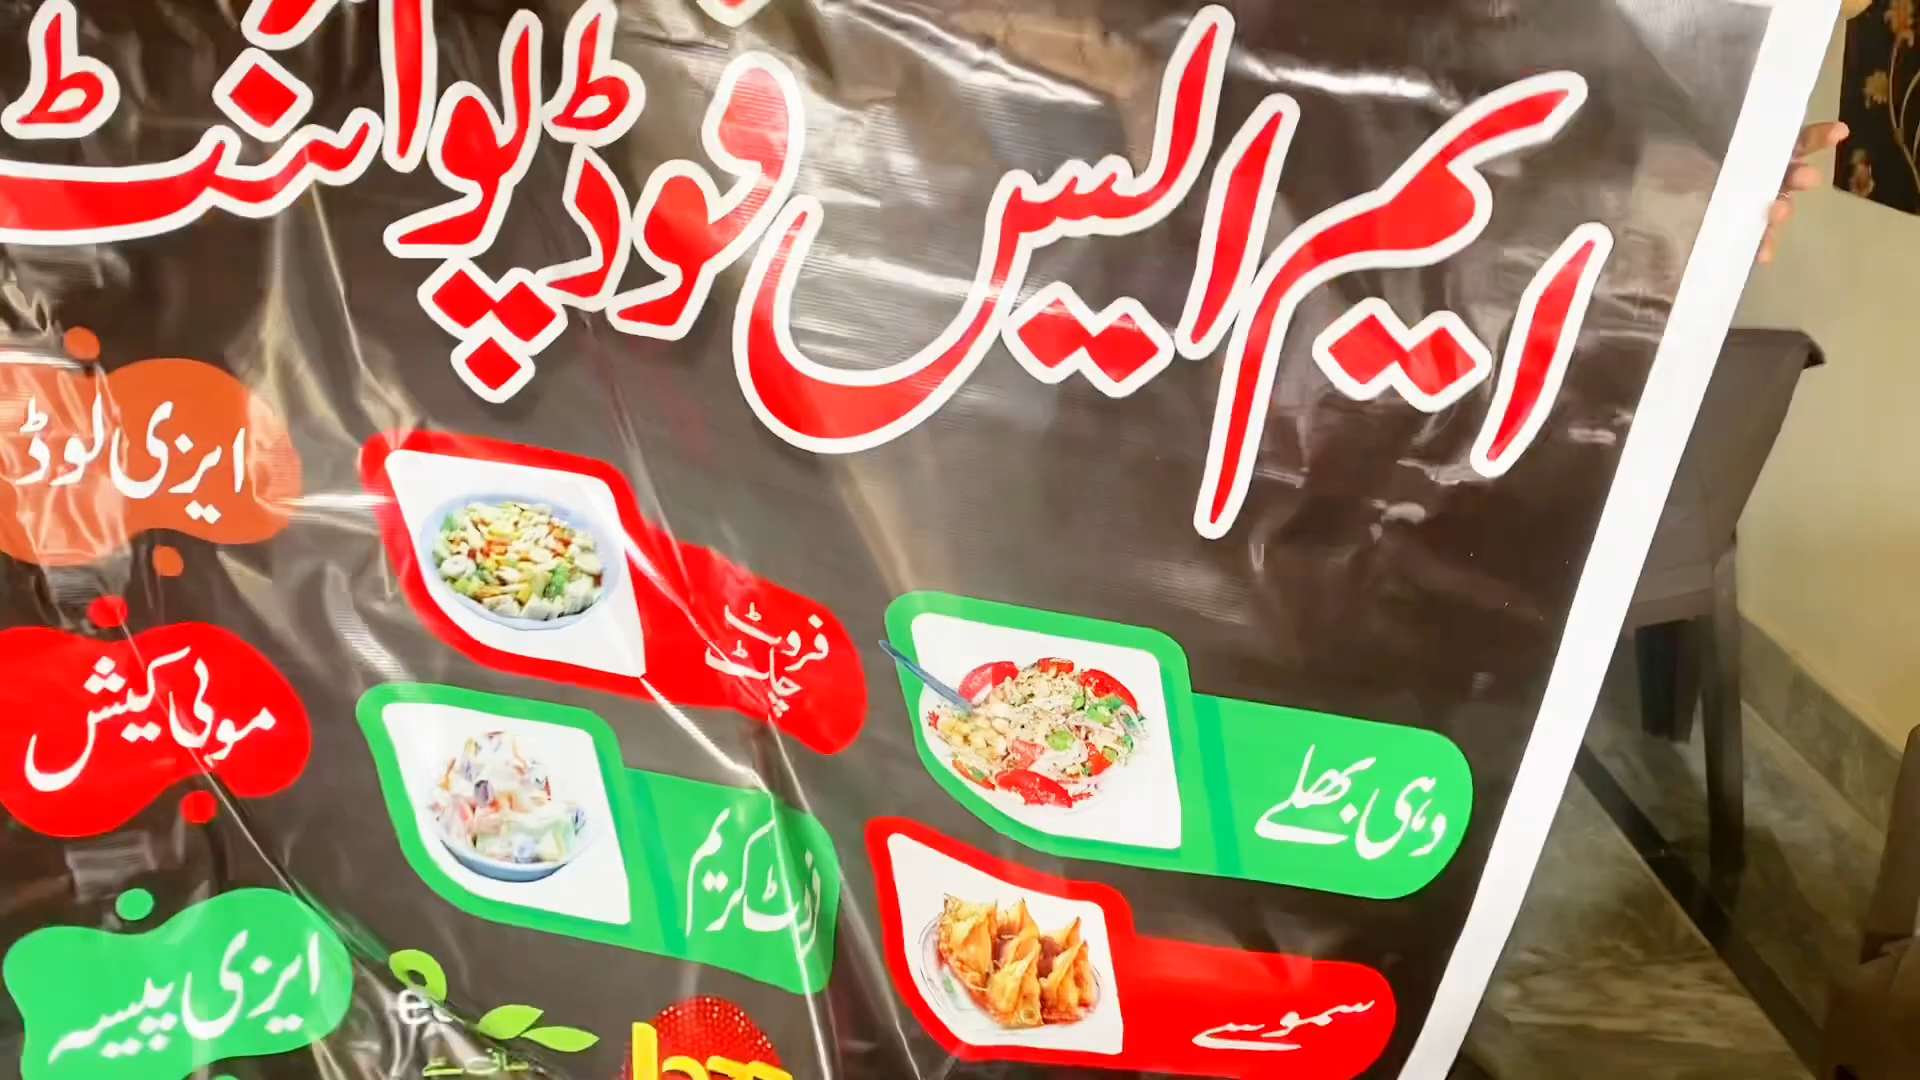 ایم ایس فوڈ پوائنٹ
ایزی لوڈ
فروٹ
چاٹ
دہی بھلے
موبی کیش
کریم
سموسے
ایزی پیسہ